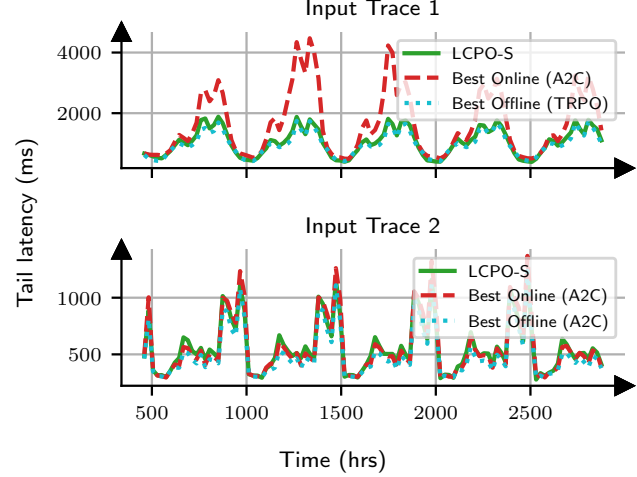 Input Trace 1
4000
2000
LCPO-S
Best Online (A2C)
Best Offline (TRPO)
Tail latency (ms)
Input Trace 2
1000
500
LCPO-S
Best Online (A2C)
Best Offline (A2C)
500 1000 1500 2000 2500
Time (hrs)